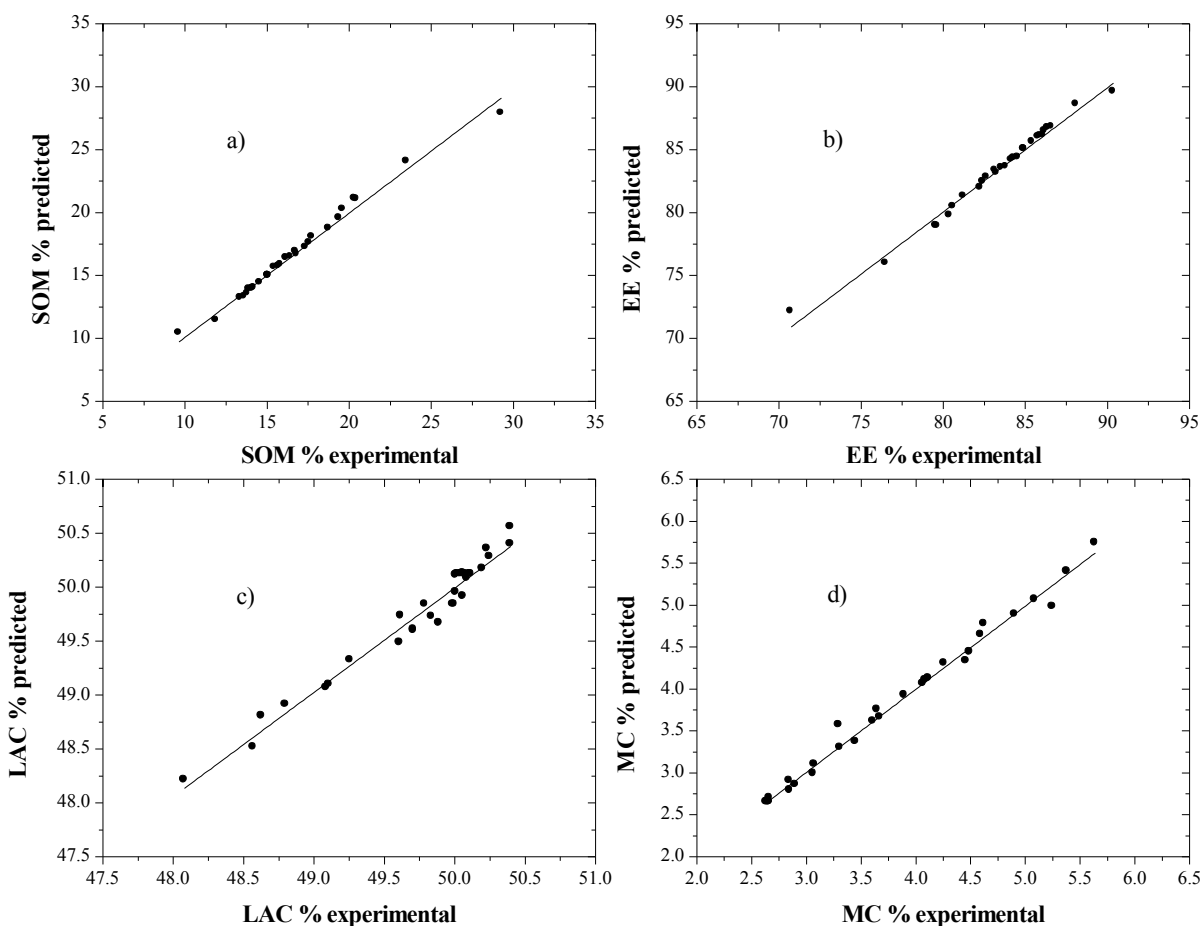 35
30
25
20
15
10
5
SOM % predicted
a)
5 10 15 20 25 30 35
SOM % experimental
95
90
85
80
75
70
65
EE % predicted
b)
65 70 75 80 85 90 95
EE % experimental
51.0
50.5
50.0
49.5
49.0
48.5
48.0
47.5
LAC % predicted
c)
47.5 48.0 48.5 49.0 49.5 50.0 50.5 51.0
LAC % experimental
6.5
6.0
5.5
5.0
4.5
4.0
3.5
3.0
2.5
2.0
MC % predicted
d)
2.0 2.5 3.0 3.5 4.0 4.5 5.0 5.5 6.0 6.5
MC % experimental